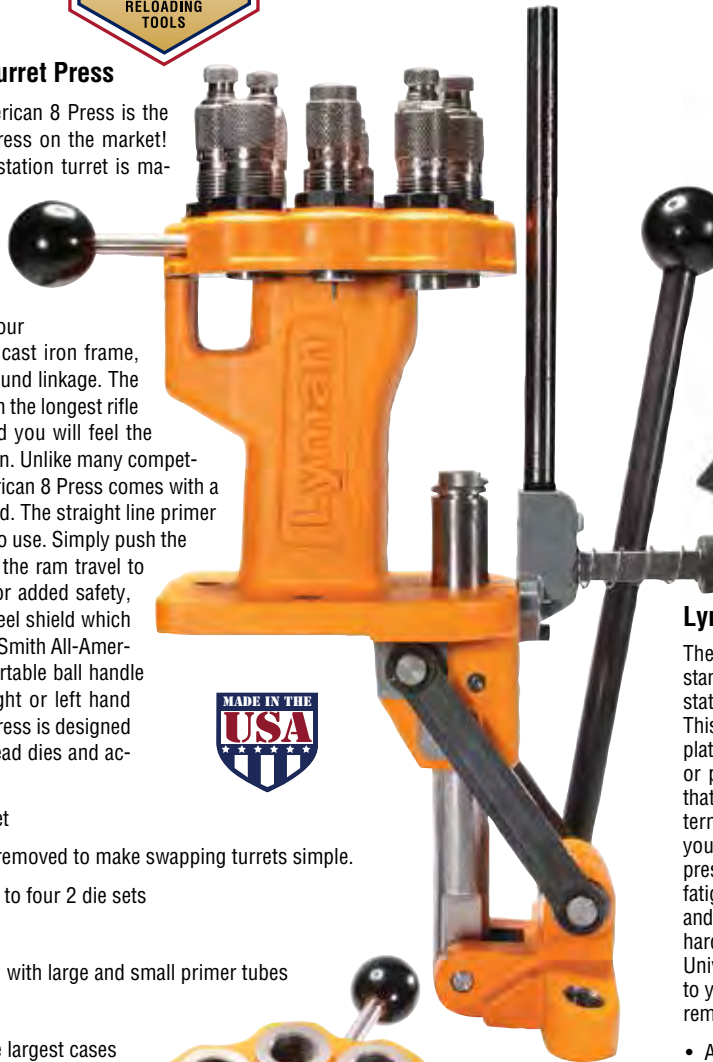 RELOADING
TOOLS
urret Press
erican 8 Press is the
ress on the market!
station turret is ma-
our
cast iron frame,
und linkage. The
the longest rifle
d you will feel the
n. Unlike many compet-
rican 8 Press comes with a
d. The straight line primer
o use. Simply push the
the ram travel to
or added safety,
eel shield which
Smith All-Amer-
rtable ball handle
ght or left hand
ress is designed
ead dies and ac-
et
removed to make swapping turrets simple.
to four 2 die sets
with large and small primer tubes
e largest cases
Lyman
MADE IN THE
USA
Lyn
The
stan
stat
This
plat
or p
that
tern
you
pres
fatig
and
hard
Univ
to y
rem
• A